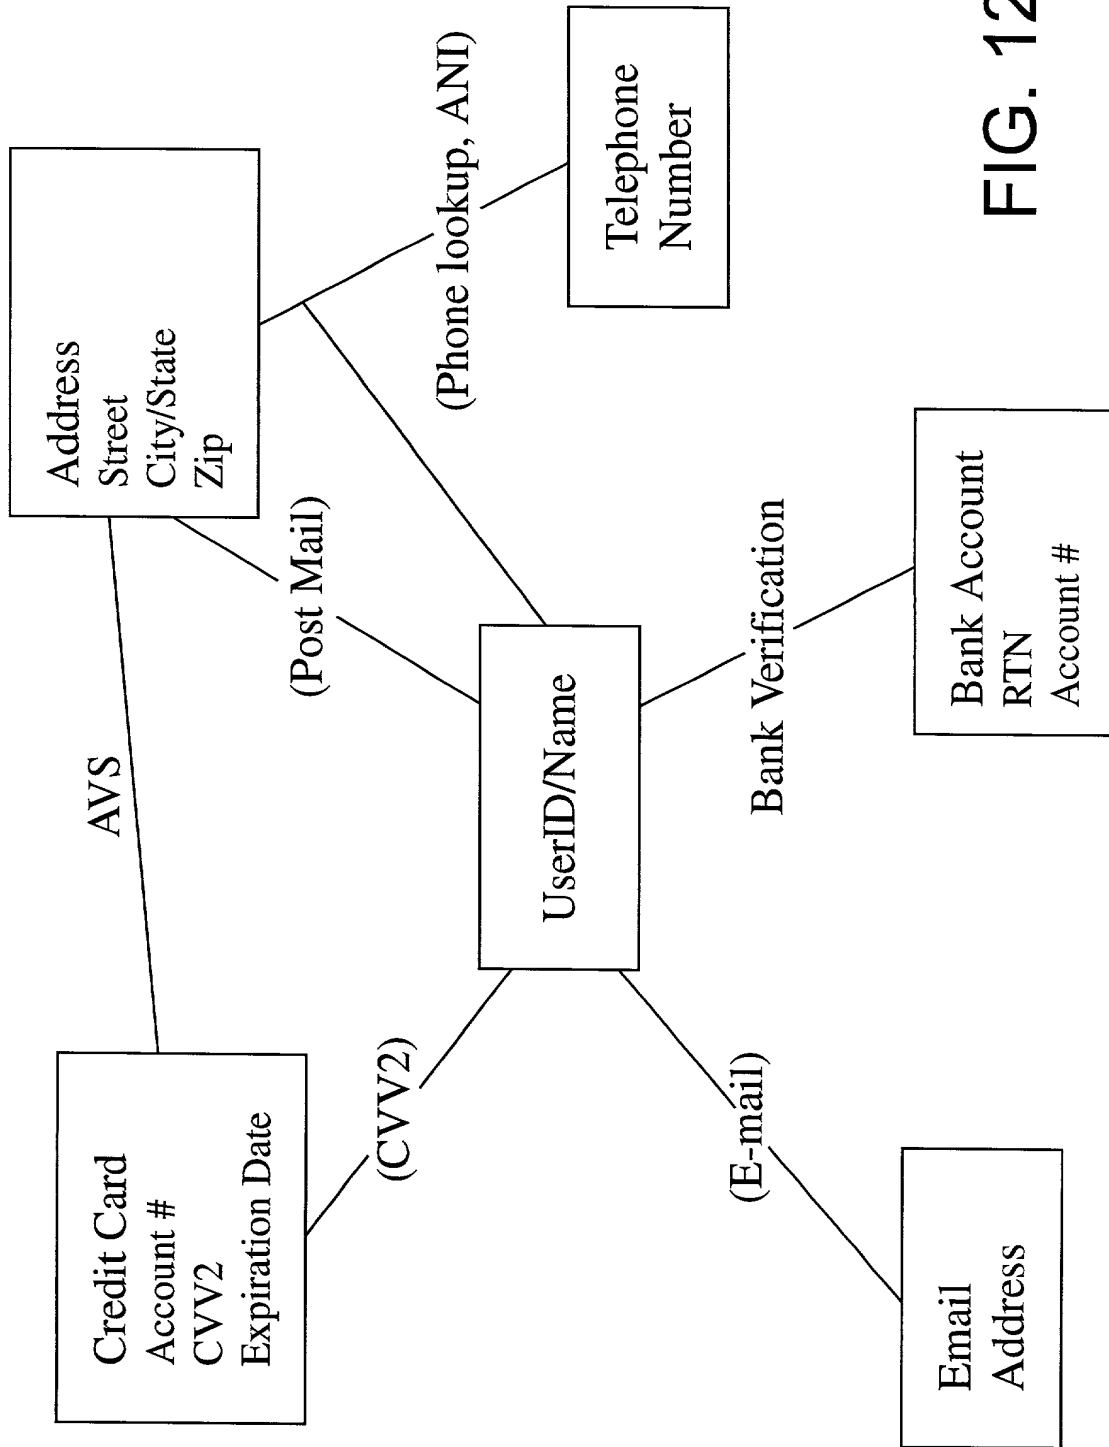 Credit Card
Account #
CVV2
Expiration Date
AVS
Address
Street
City/State
Zip
(CVV2)
(Post Mail)
(Phone lookup, ANI)
UserID/Name
Telephone
Number
(E-mail)
Bank Verification
Email
Address
Bank Account
RTN
Account #
FIG. 12